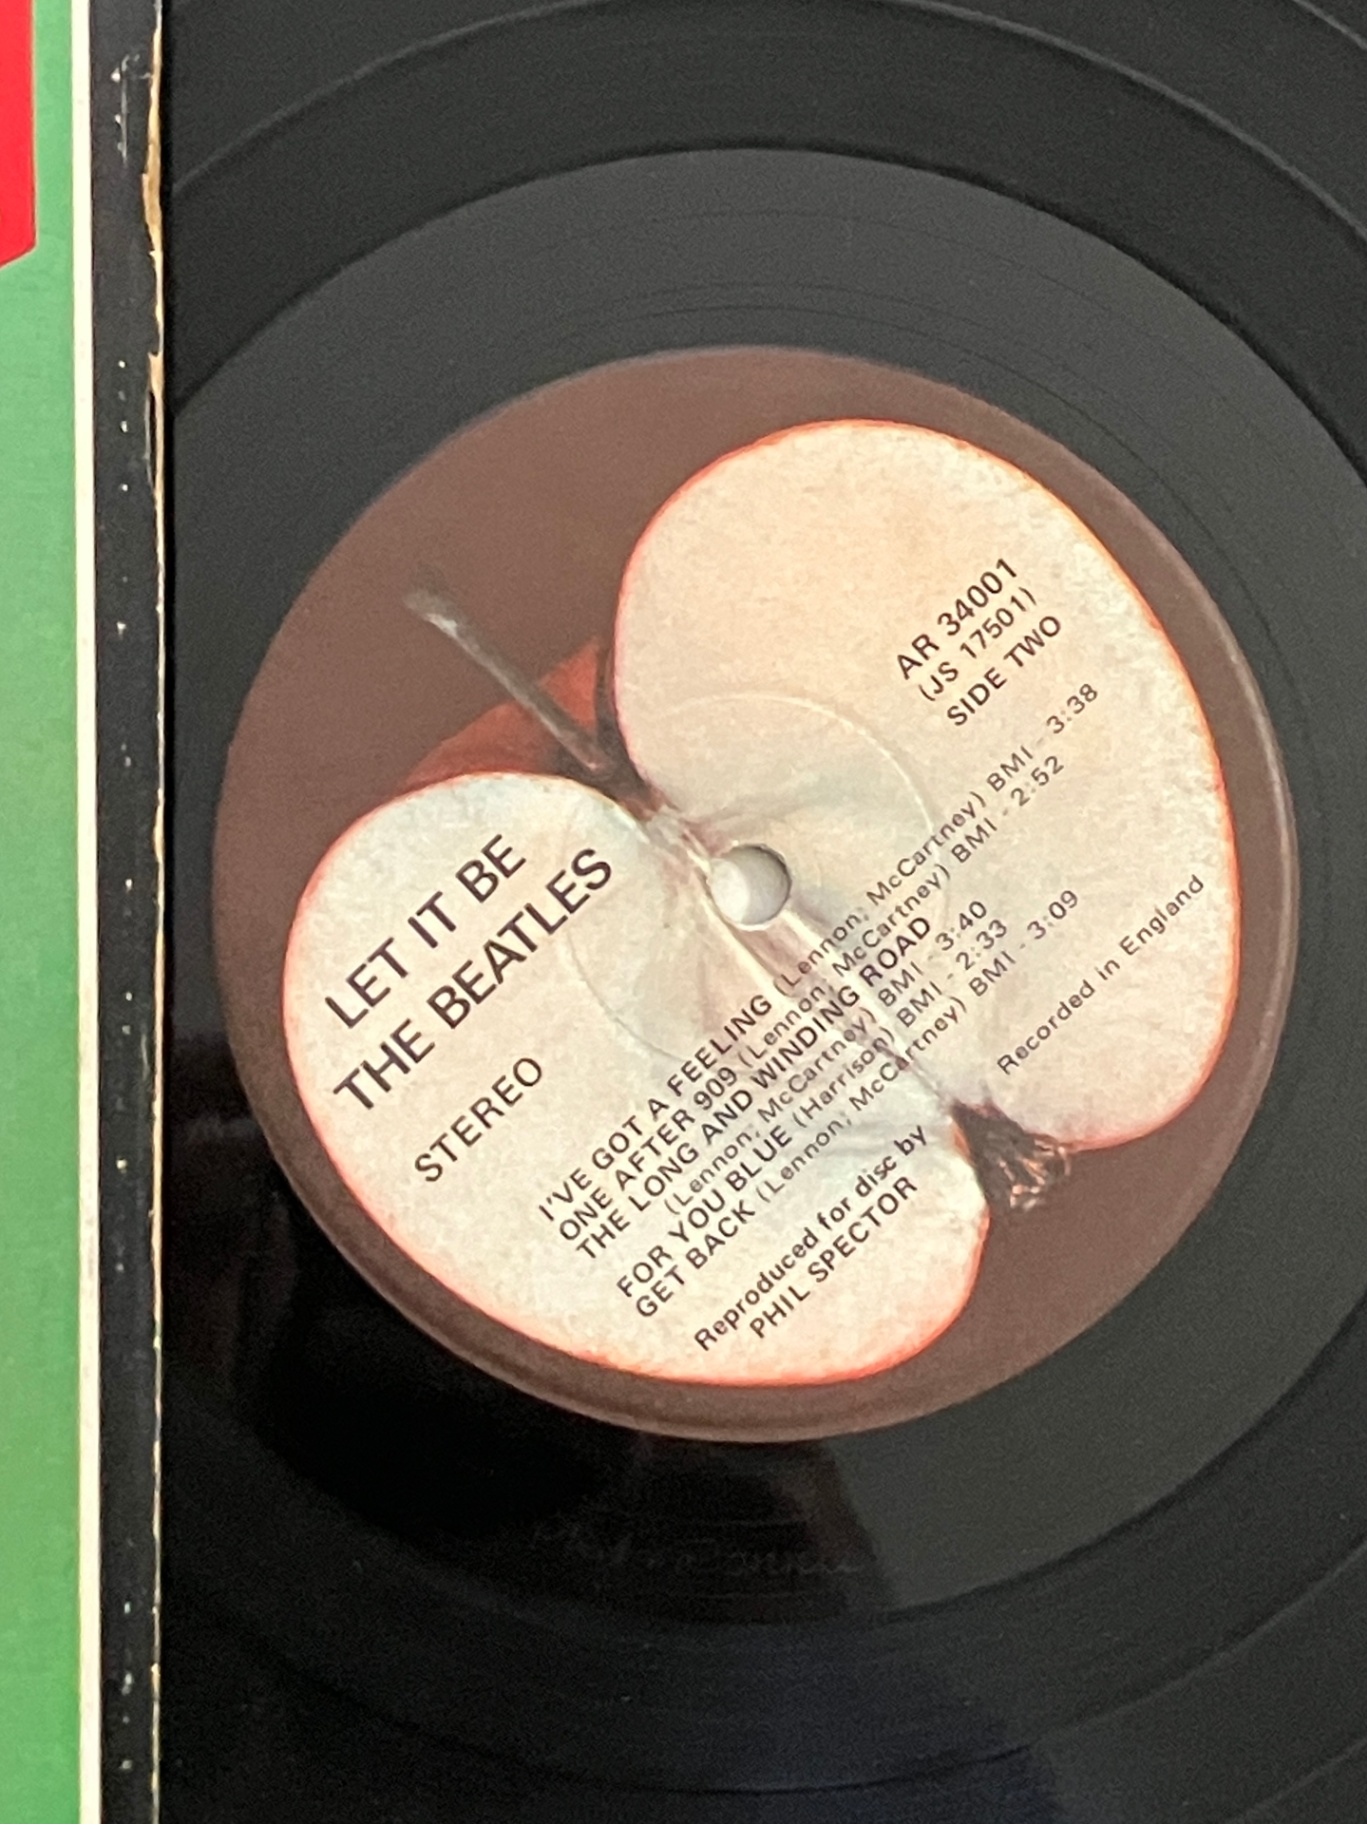 LET IT BE
THE BEATLES
STEREO
AR 34001
(JS 17501)
SIDE TWO
I'VE GOT A FEELING (Lennon; McCartney) BMI - 3:38
ONE AFTER 909 (Lennon; McCartney) BMI - 2:52
THE LONG AND WINDING ROAD
(Lennon; McCartney) BMI - 3:40
FOR YOU BLUE (Harrison) BMI - 2:33
GET BACK (Lennon; McCartney) BMI - 3:09
Reproduced for disc by
PHIL SPECTOR
Recorded in England